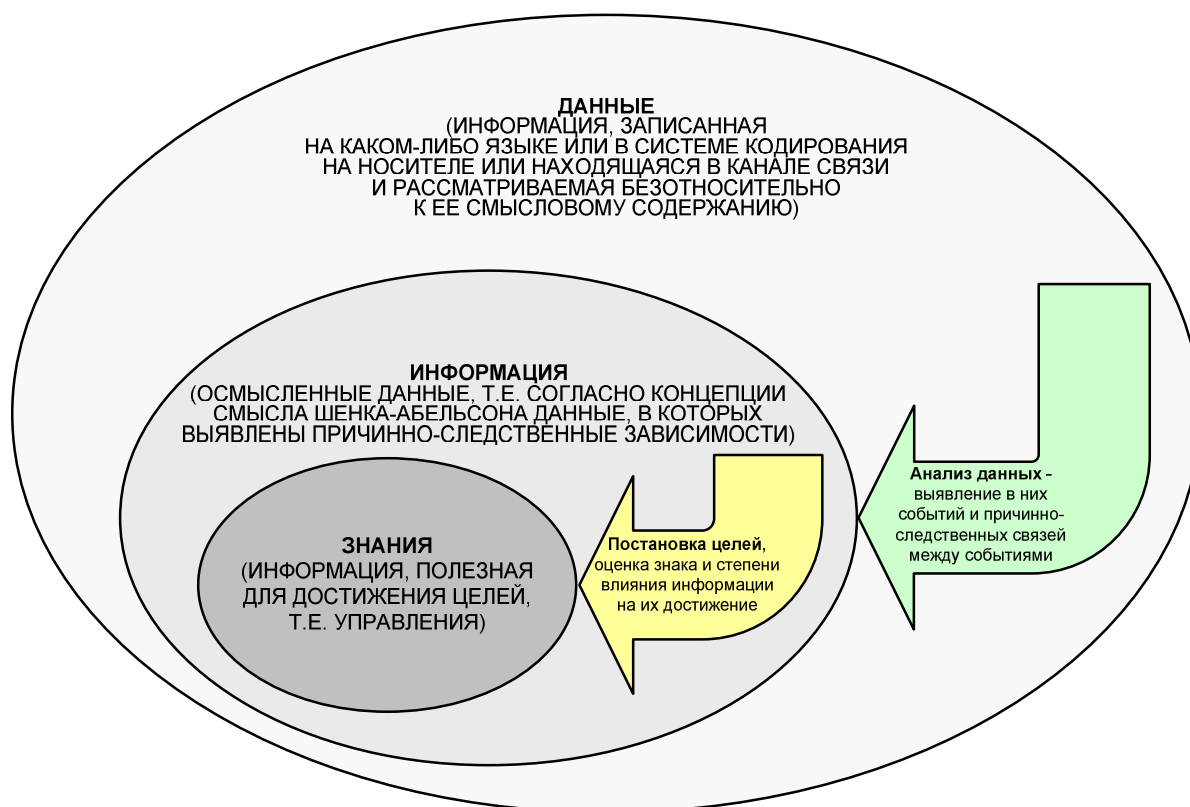 ДАННЫЕ
(ИНФОРМАЦИЯ, ЗАПИСАННАЯ
НА КАКОМ-ЛИБО ЯЗЫКЕ ИЛИ В СИСТЕМЕ КОДИРОВАНИЯ
НА НОСИТЕЛЕ ИЛИ НАХОДЯЩАЯСЯ В КАНАЛЕ СВЯЗИ
И РАССМАТРИВАЕМАЯ БЕЗОТНОСИТЕЛЬНО
К ЕЕ СМЫСЛОВОМУ СОДЕРЖАНИЮ)
ИНФОРМАЦИЯ
(ОСМЫСЛЕННЫЕ ДАННЫЕ, Т.Е. СОГЛАСНО КОНЦЕПЦИИ
СМЫСЛА ШЕНКА-АБЕЛЬСОНА ДАННЫЕ, В КОТОРЫХ
ВЫЯВЛЕНЫ ПРИЧИННО-СЛЕДСТВЕННЫЕ ЗАВИСИМОСТИ)
Анализ данных -
выявление в них
событий и причинно-
следственных связей
между событиями
Постановка целей,
оценка знака и степени
влияния информации
на их достижение
ЗНАНИЯ
(ИНФОРМАЦИЯ, ПОЛЕЗНАЯ
ДЛЯ ДОСТИЖЕНИЯ ЦЕЛЕЙ,
Т.Е. УПРАВЛЕНИЯ)